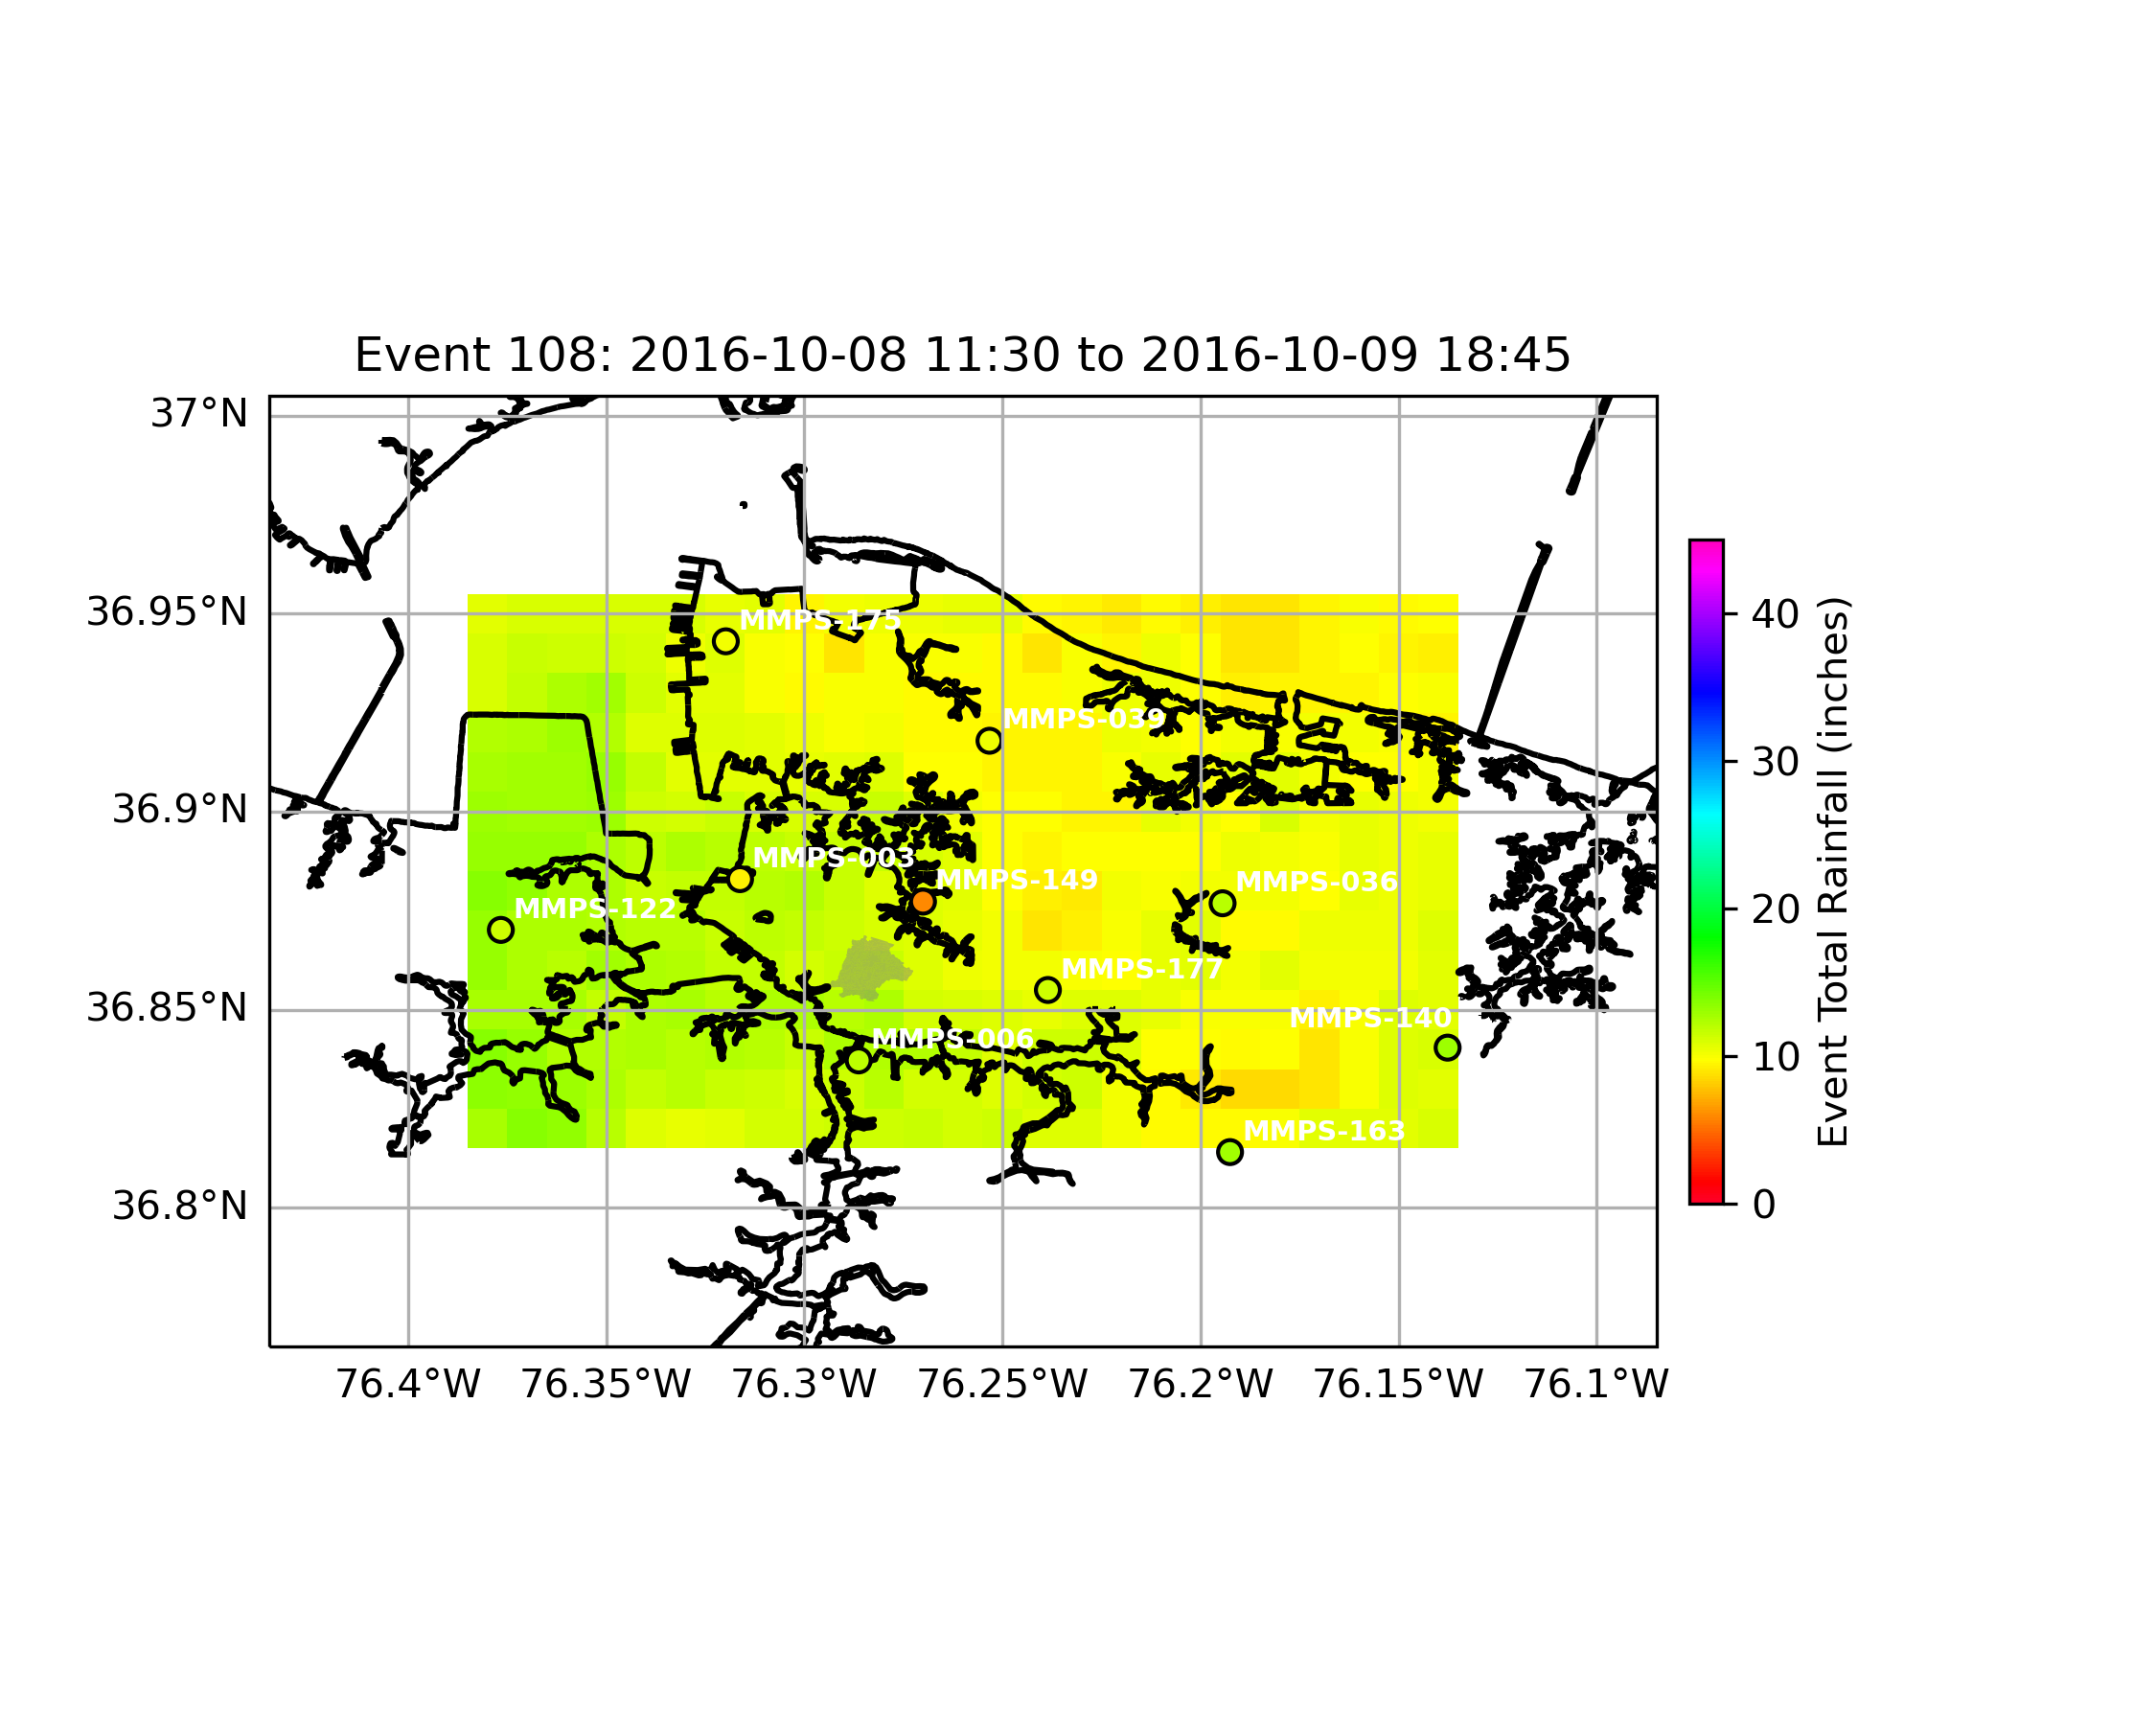 Event 108: 2016-10-08 11:30 to 2016-10-09 18:45
37°N
36.95°N
36.9°N
36.85°N
36.8°N
MMPS-175
MMPS-039
MMPS-003
MMPS-149
MMPS-036
MMPS-122
MMPS-177
MMPS-140
MMPS-006
MMPS-163
76.4°W
76.35°W
76.3°W
76.25°W
76.2°W
76.15°W
76.1°W
40
30
20
10
0
Event Total Rainfall (inches)